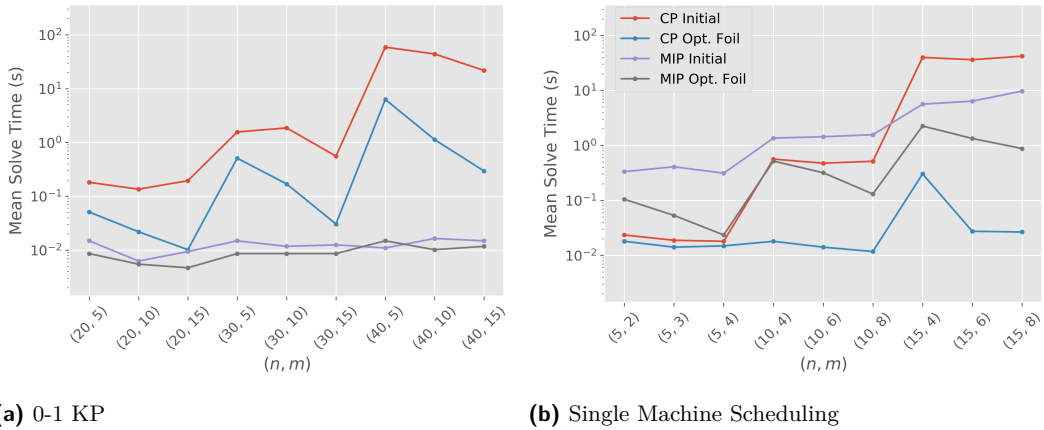 10²
10¹
10⁰
10⁻¹
10⁻²
Mean Solve Time (s)
(20, 5)
(20, 10)
(20, 15)
(30, 5)
(30, 10)
(30, 15)
(40, 5)
(40, 10)
(40, 15)
(n, m)
(a) 0-1 KP
CP Initial
CP Opt. Foil
MIP Initial
MIP Opt. Foil
10²
10¹
10⁰
10⁻¹
10⁻²
Mean Solve Time (s)
(5, 2)
(5, 3)
(5, 4)
(10, 4)
(10, 6)
(10, 8)
(15, 4)
(15, 6)
(15, 8)
(n, m)
(b) Single Machine Scheduling